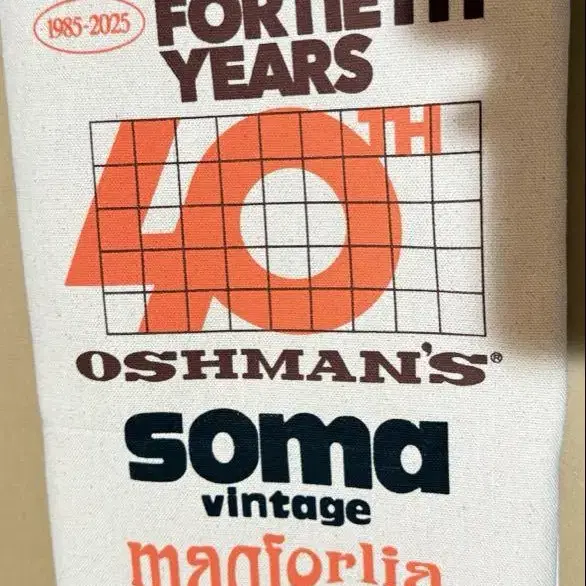 1985-2025
FORTIETH
YEARS
40TH
OSHMAN'S®
soma
vintage
magforlia